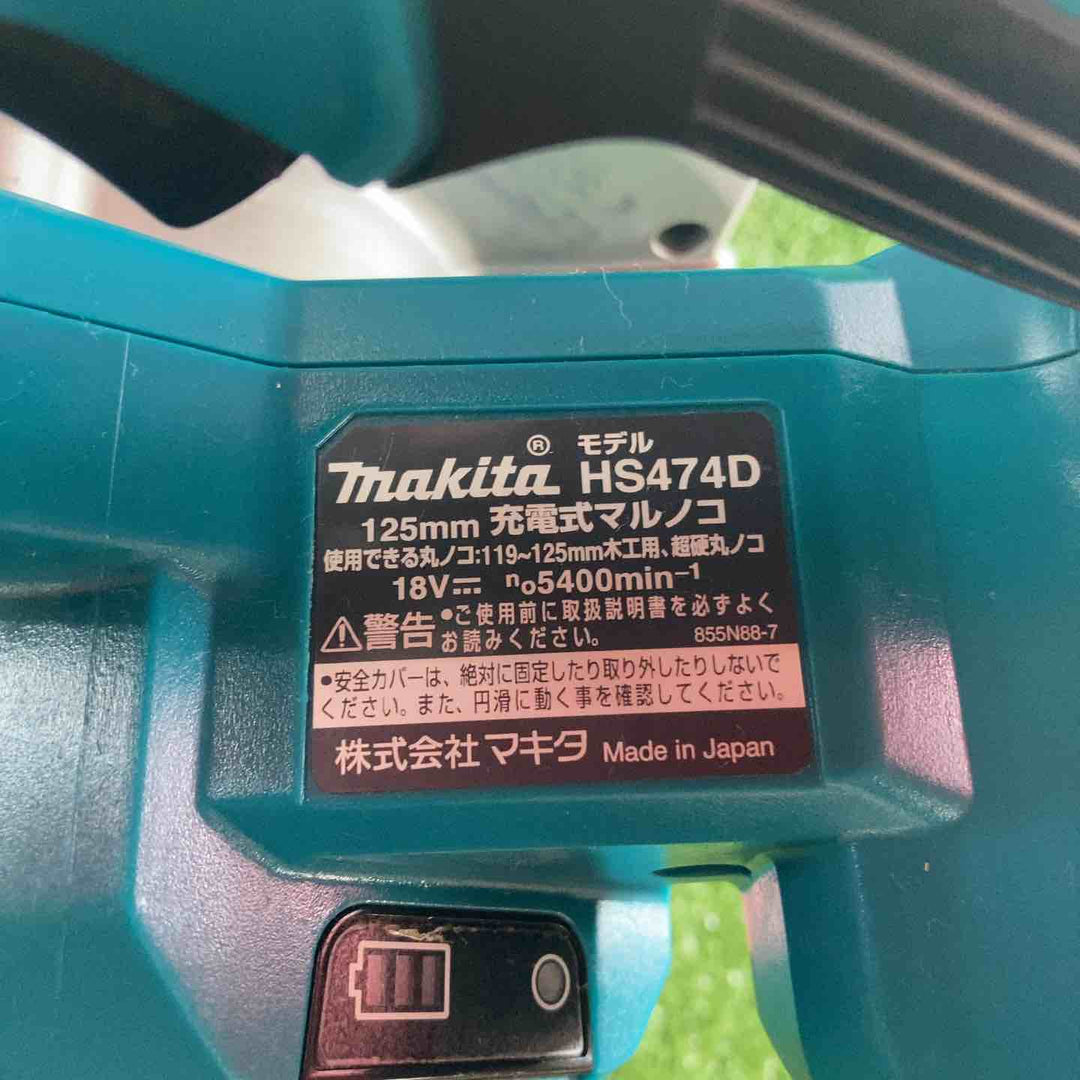 makita® モデル HS474D
125mm 充電式マルノコ
使用できる丸ノコ:119~125mm木工用、超硬丸ノコ
18V⎓ n₀5400min⁻¹
⚠警告 •ご使用前に取扱説明書を必ずよく
お読みください。 855N88-7
•安全カバーは、絶対に固定したり取り外したりしないで
ください。また、円滑に動く事を確認してください。
株式会社マキタ Made in Japan